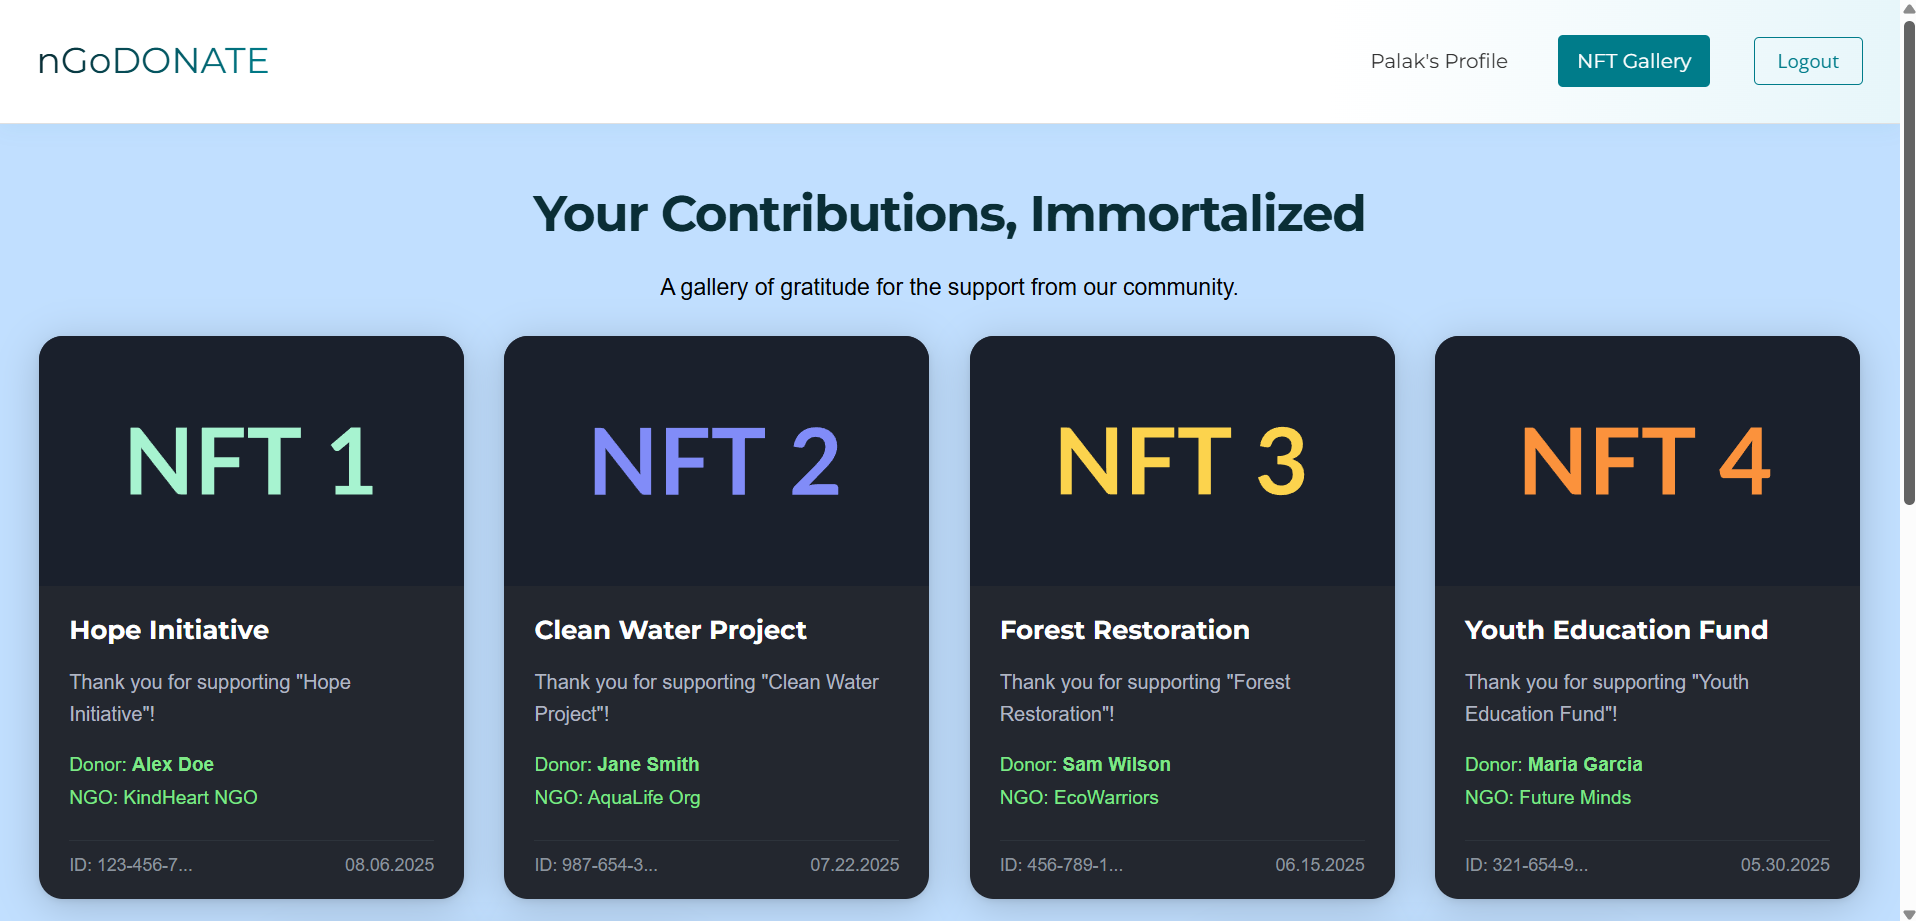 nGoDONATE
Palak's Profile
NFT Gallery
Logout
Your Contributions, Immortalized
A gallery of gratitude for the support from our community.
NFT 1
Hope Initiative
Thank you for supporting "Hope
Initiative"!
Donor: Alex Doe
NGO: KindHeart NGO
ID: 123-456-7...
08.06.2025
NFT 2
Clean Water Project
Thank you for supporting "Clean Water
Project"!
Donor: Jane Smith
NGO: AquaLife Org
ID: 987-654-3...
07.22.2025
NFT 3
Forest Restoration
Thank you for supporting "Forest
Restoration"!
Donor: Sam Wilson
NGO: EcoWarriors
ID: 456-789-1...
06.15.2025
NFT 4
Youth Education Fund
Thank you for supporting "Youth
Education Fund"!
Donor: Maria Garcia
NGO: Future Minds
ID: 321-654-9...
05.30.2025